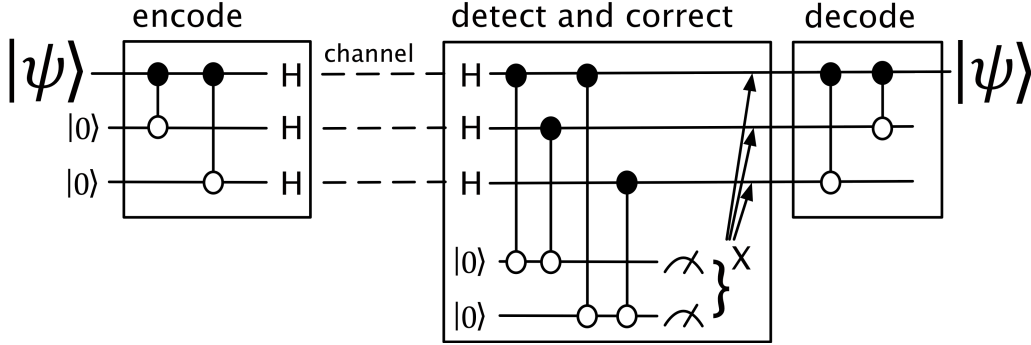 encode detect and correct decode
|ψ⟩ H channel H |ψ⟩
|0⟩ H H
|0⟩ H H
|0⟩ } X
|0⟩